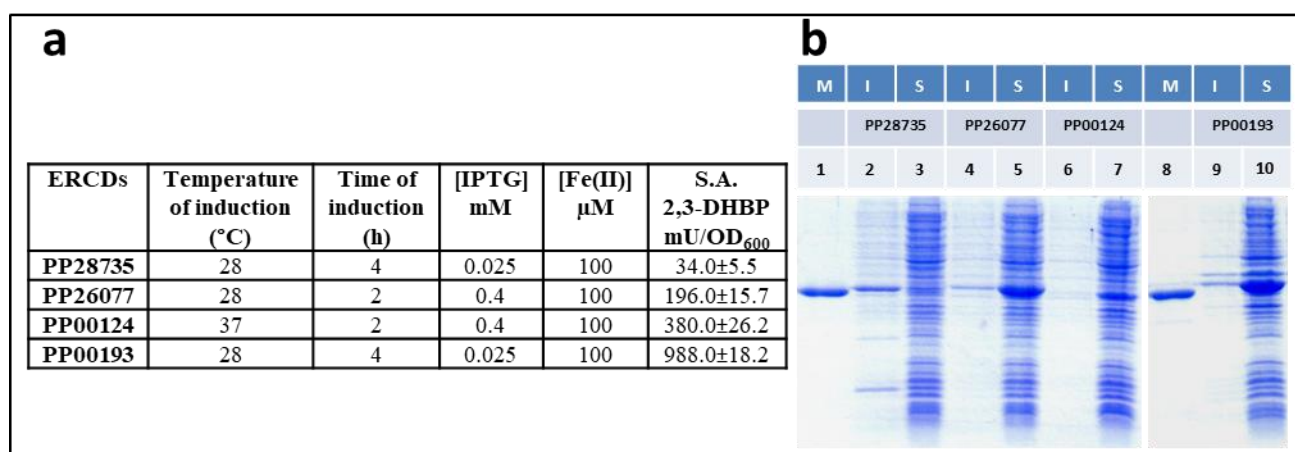 a
b
ERCDs Temperature of induction (°C) Time of induction (h) [IPTG] mM [Fe(II)] µM S.A. 2,3-DHBP mU/OD600
PP28735 28 4 0.025 100 34.0±5.5
PP26077 28 2 0.4 100 196.0±15.7
PP00124 37 2 0.4 100 380.0±26.2
PP00193 28 4 0.025 100 988.0±18.2
M I S I S I S M I S
PP28735 PP26077 PP00124 PP00193
1 2 3 4 5 6 7 8 9 10